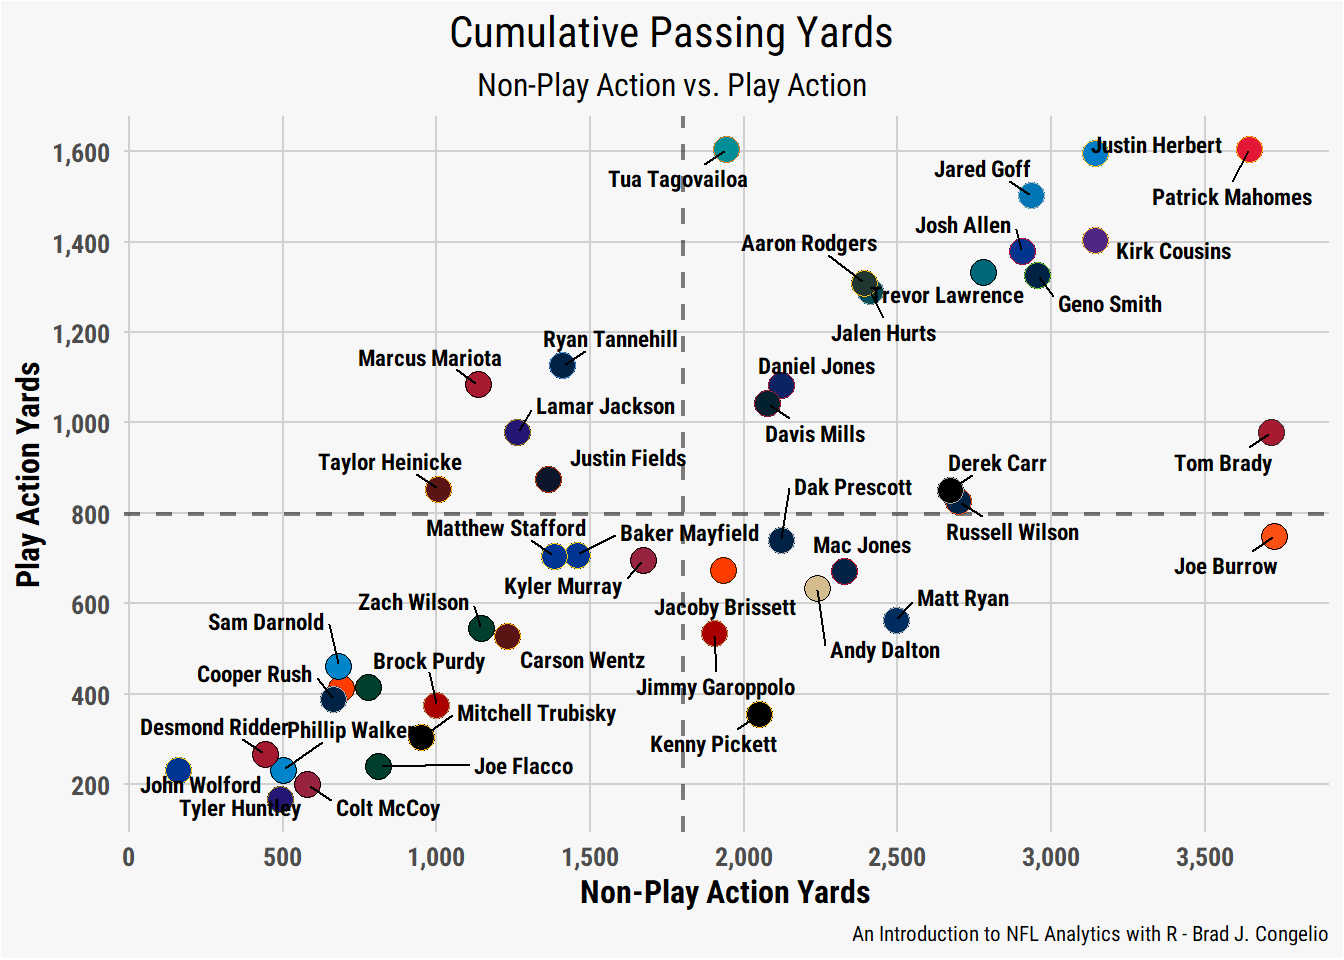 Cumulative Passing Yards
Non-Play Action vs. Play Action
Play Action Yards
1,600
1,400
1,200
1,000
800
600
400
200
Justin Herbert
Jared Goff
Tua Tagovailoa
Patrick Mahomes
Josh Allen
Aaron Rodgers
Kirk Cousins
Trevor Lawrence
Geno Smith
Jalen Hurts
Ryan Tannehill
Marcus Mariota
Daniel Jones
Lamar Jackson
Davis Mills
Justin Fields
Taylor Heinicke
Derek Carr
Tom Brady
Dak Prescott
Matthew Stafford
Baker Mayfield
Russell Wilson
Mac Jones
Joe Burrow
Kyler Murray
Zach Wilson
Jacoby Brissett
Matt Ryan
Sam Darnold
Andy Dalton
Brock Purdy
Carson Wentz
Cooper Rush
Jimmy Garoppolo
Mitchell Trubisky
Desmond Ridder
Phillip Walker
Kenny Pickett
Joe Flacco
John Wolford
Tyler Huntley
Colt McCoy
0
500
1,000
1,500
2,000
2,500
3,000
3,500
Non-Play Action Yards
An Introduction to NFL Analytics with R - Brad J. Congelio